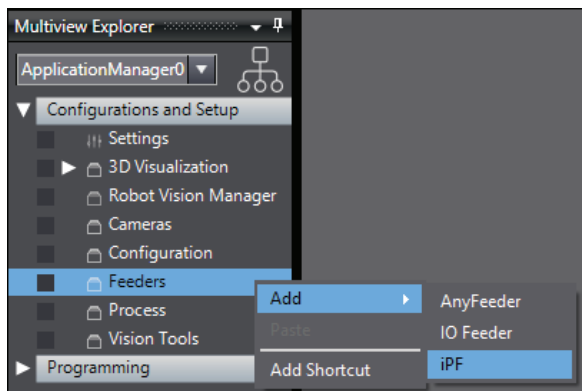 Multiview Explorer
ApplicationManager0
Configurations and Setup
Settings
3D Visualization
Robot Vision Manager
Cameras
Configuration
Feeders
Process
Vision Tools
Programming
Add
Paste
Add Shortcut
AnyFeeder
IO Feeder
iPF